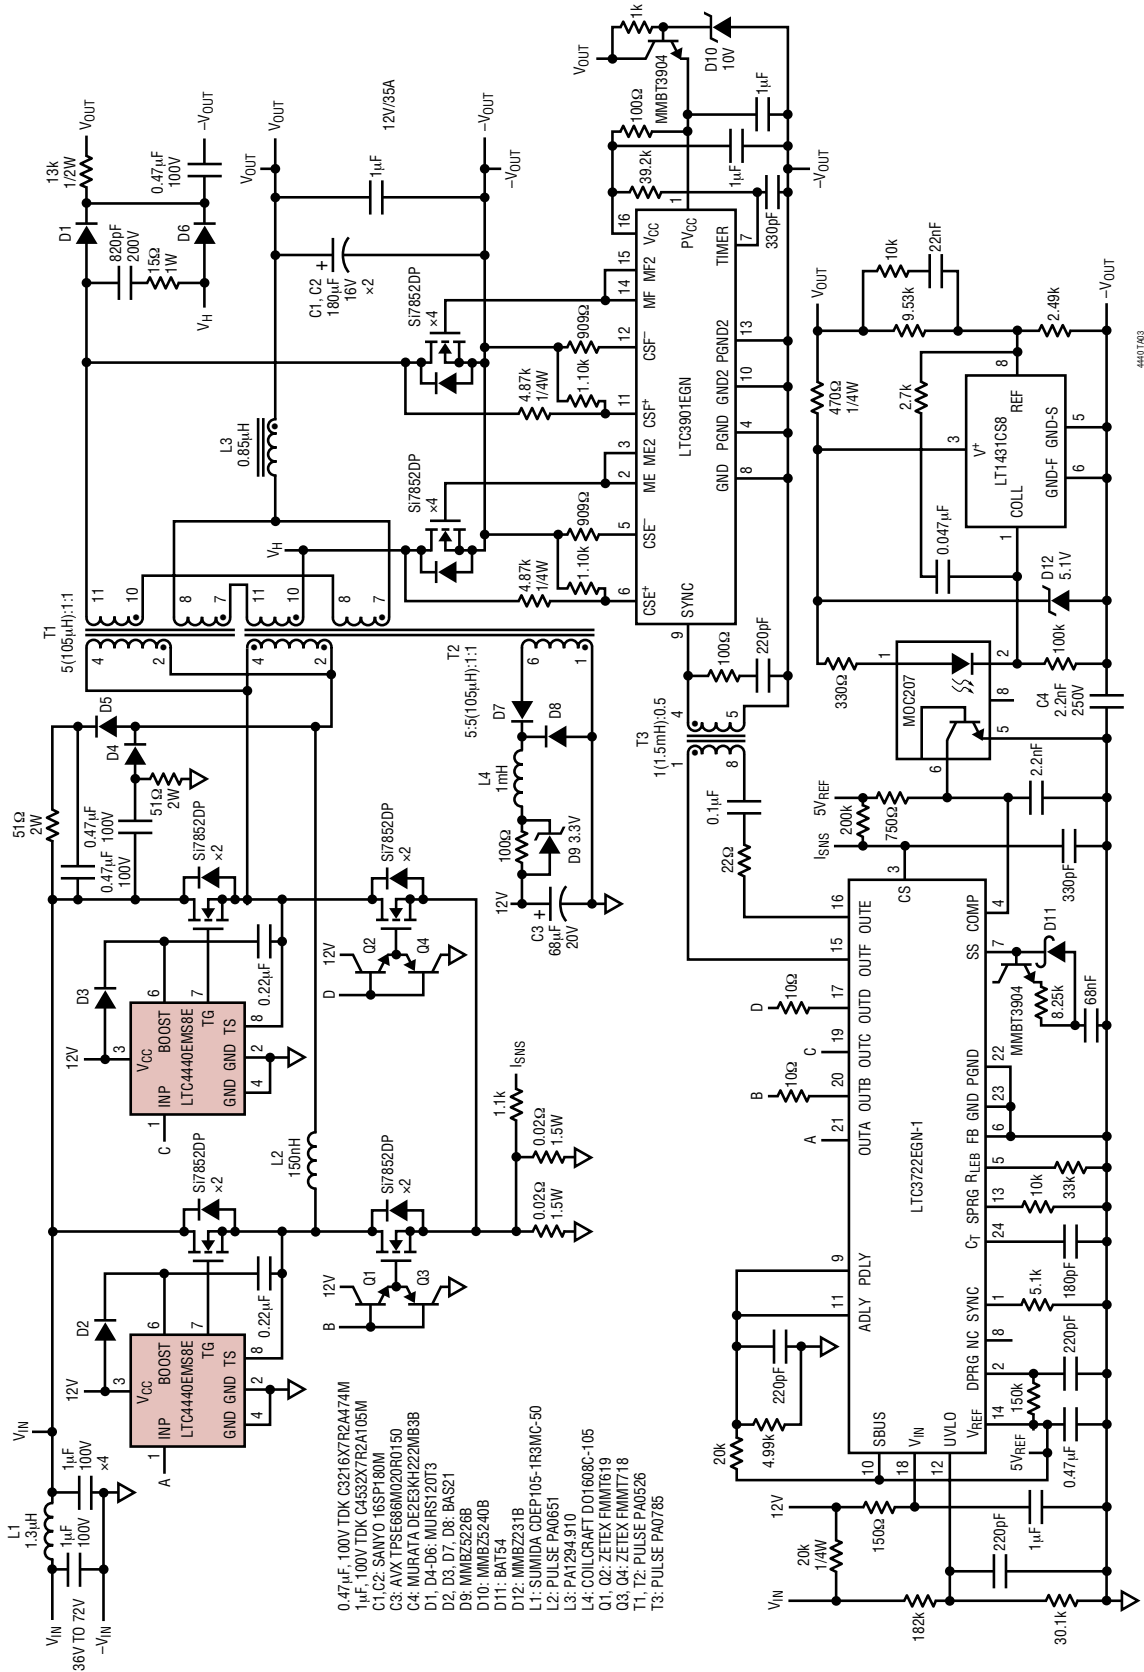 VIN
36V TO 72V
–VIN
L1
1.3µH
1µF
100V
1µF
100V
×4
VIN
12V
D2
A
1
INP
3
VCC
BOOST
6
LTC4440EMS8E
TG
7
GND
GND
TS
4
2
8
0.22µF
Si7852DP
×2
12V
D3
C
1
INP
3
VCC
BOOST
6
LTC4440EMS8E
TG
7
GND
GND
TS
4
2
8
0.22µF
Si7852DP
×2
51Ω
2W
0.47µF
100V
0.47µF
100V
51Ω
2W
D4
D5
L2
150nH
12V
B
Q1
Q3
Si7852DP
×2
12V
D
Q2
Q4
Si7852DP
×2
0.02Ω
1.5W
0.02Ω
1.5W
1.1k
ISNS
T1
5(105µH):1:1
4
2
11
10
8
7
4
2
11
10
8
7
T2
5:5(105µH):1:1
6
1
D7
D8
L4
1mH
100Ω
D9 3.3V
12V
C3
68µF
20V
+
D1
13k
1/2W
VOUT
820pF
200V
15Ω
1W
D6
0.47µF
100V
–VOUT
VH
L3
0.85µH
VOUT
VOUT
C1, C2
180µF
16V
×2
+
1µF
12V/35A
–VOUT
–VOUT
VH
Si7852DP
×4
Si7852DP
×4
4.87k
1/4W
1.10k
909Ω
4.87k
1/4W
1.10k
909Ω
6
5
2
3
11
12
14
15
16
CSE+
CSE–
ME
ME2
CSF+
CSF–
MF
MF2
VCC
9
SYNC
LTC3901EGN
PVCC
1
GND
PGND
GND2
PGND2
TIMER
8
4
10
13
7
39.2k
100Ω
1µF
1µF
330pF
MMBT3904
1k
VOUT
D10
10V
–VOUT
T3
1(1.5mH):0.5
1
8
4
5
100Ω
220pF
0.1µF
22Ω
0.47µF, 100V TDK C3216X7R2A474M
1µF, 100V TDK C4532X7R2A105M
C1,C2: SANYO 16SP180M
C3: AVX TPSE686M020R0150
C4: MURATA DE2E3KH222MB3B
D1, D4-D6: MURS120T3
D2, D3, D7, D8: BAS21
D9: MMBZ5226B
D10: MMBZ5240B
D11: BAT54
D12: MMBZ231B
L1: SUMIDA CDEP105-1R3MC-50
L2: PULSE PA0651
L3: PA1294.910
L4: COILCRAFT DO1608C-105
Q1, Q2: ZETEX FMMT619
Q3, Q4: ZETEX FMMT718
T1, T2: PULSE PA0526
T3: PULSE PA0785
VIN
12V
20k
1/4W
150Ω
182k
30.1k
220pF
1µF
20k
4.99k
220pF
10
SBUS
18
VIN
12
UVLO
11
ADLY
9
PDLY
21
OUTA
20
OUTB
19
OUTC
17
OUTD
15
OUTF
16
OUTE
A
B
10Ω
C
D
10Ω
LTC3722EGN-1
CS
3
COMP
4
SS
7
VREF
DPRG
NC
SYNC
CT
SPRG
RLEB
FB
GND
PGND
14
2
8
1
24
13
5
6
23
22
5VREF
0.47µF
150k
220pF
5.1k
180pF
10k
33k
MMBT3904
8.25k
D11
68nF
330pF
ISNS
200k
5VREF
750Ω
2.2nF
MOC207
6
5
8
1
2
330Ω
100k
C4
2.2nF
250V
D12
5.1V
0.047µF
2.7k
470Ω
1/4W
VOUT
3
V+
1
COLL
LT1431CS8
REF
8
GND-F
GND-S
6
5
9.53k
10k
22nF
2.49k
–VOUT
4440 TA03